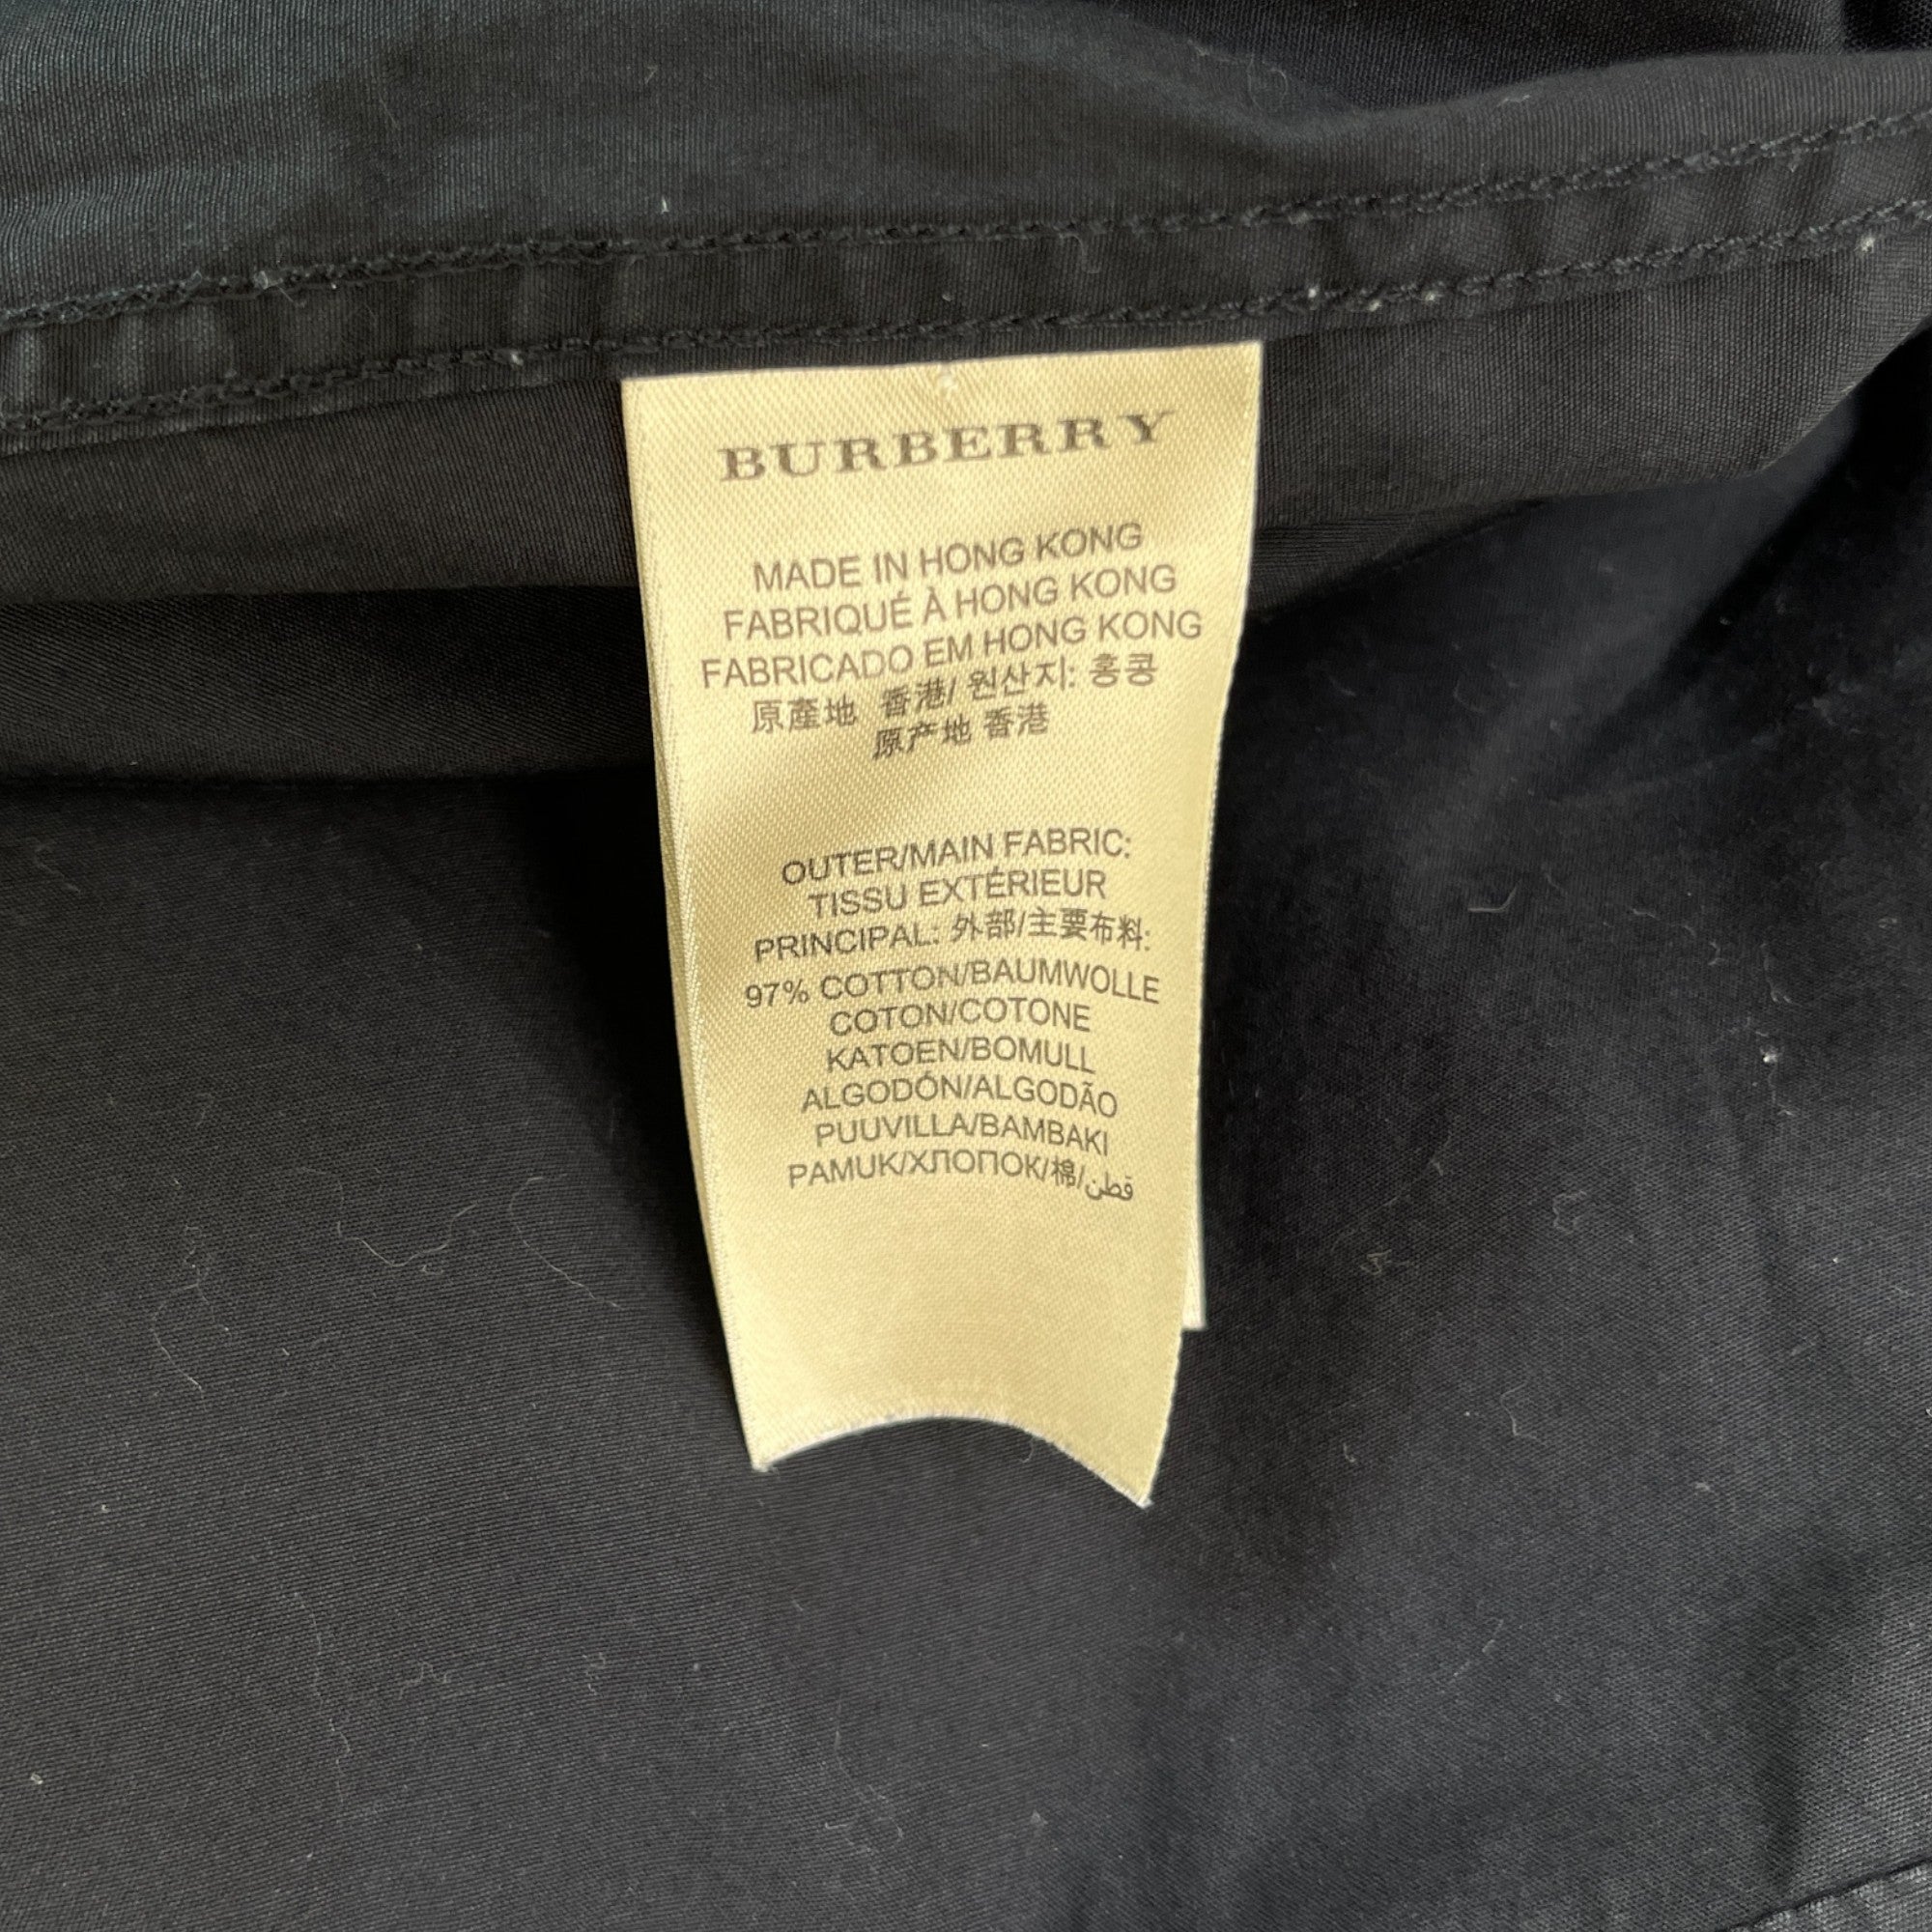 BURBERRY
MADE IN HONG KONG
FABRIQUÉ À HONG KONG
FABRICADO EM HONG KONG
原產地 香港/ 원산지: 홍콩
原产地 香港
OUTER/MAIN FABRIC:
TISSU EXTÉRIEUR
PRINCIPAL: 外部/主要布料:
97% COTTON/BAUMWOLLE
COTON/COTONE
KATOEN/BOMULL
ALGODÓN/ALGODÃO
PUUVILLA/BAMBAKI
PAMUK/ХЛОПОК/棉/قطن